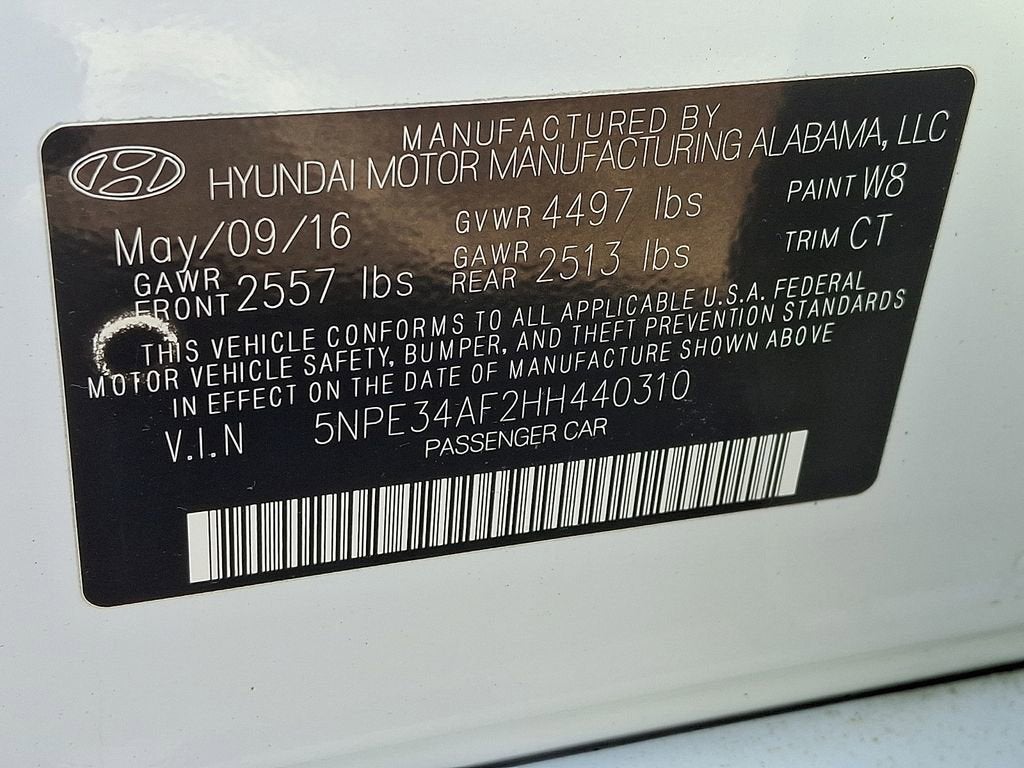 MANUFACTURED BY
HYUNDAI MOTOR MANUFACTURING ALABAMA, LLC
May/09/16 GVWR 4497 lbs PAINT W8
GAWR FRONT 2557 lbs GAWR REAR 2513 lbs TRIM CT
THIS VEHICLE CONFORMS TO ALL APPLICABLE U.S.A. FEDERAL
MOTOR VEHICLE SAFETY, BUMPER, AND THEFT PREVENTION STANDARDS
IN EFFECT ON THE DATE OF MANUFACTURE SHOWN ABOVE
V.I.N 5NPE34AF2HH440310
PASSENGER CAR